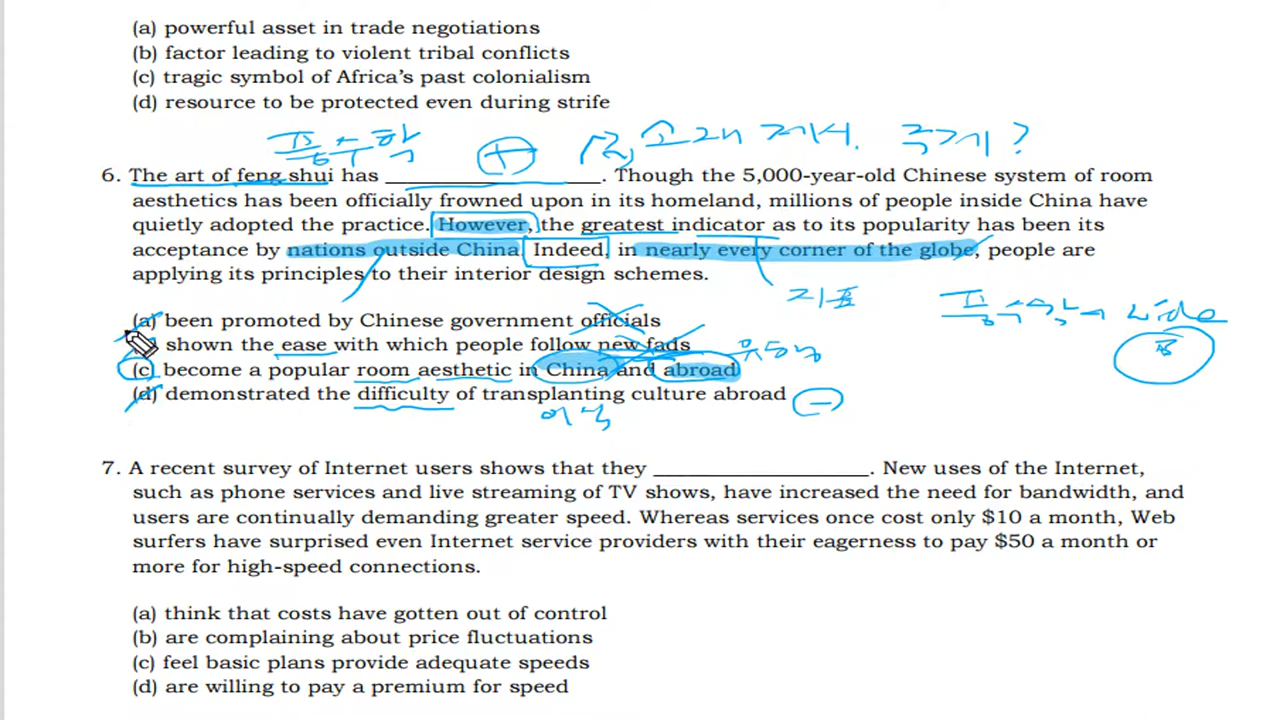 (a) powerful asset in trade negotiations
(b) factor leading to violent tribal conflicts
(c) tragic symbol of Africa's past colonialism
(d) resource to be protected even during strife
풍수학 + 소재 제시. 극기?
6. The art of feng shui has ____________________. Though the 5,000-year-old Chinese system of room
aesthetics has been officially frowned upon in its homeland, millions of people inside China have
quietly adopted the practice. However, the greatest indicator as to its popularity has been its
acceptance by nations outside China. Indeed, in nearly every corner of the globe, people are
applying its principles to their interior design schemes.
지표
(a) been promoted by Chinese government officials
shown the ease with which people follow new fads
(c) become a popular room aesthetic in China and abroad
(d) demonstrated the difficulty of transplanting culture abroad
7. A recent survey of Internet users shows that they ____________________. New uses of the Internet,
such as phone services and live streaming of TV shows, have increased the need for bandwidth, and
users are continually demanding greater speed. Whereas services once cost only $10 a month, Web
surfers have surprised even Internet service providers with their eagerness to pay $50 a month or
more for high-speed connections.
(a) think that costs have gotten out of control
(b) are complaining about price fluctuations
(c) feel basic plans provide adequate speeds
(d) are willing to pay a premium for speed